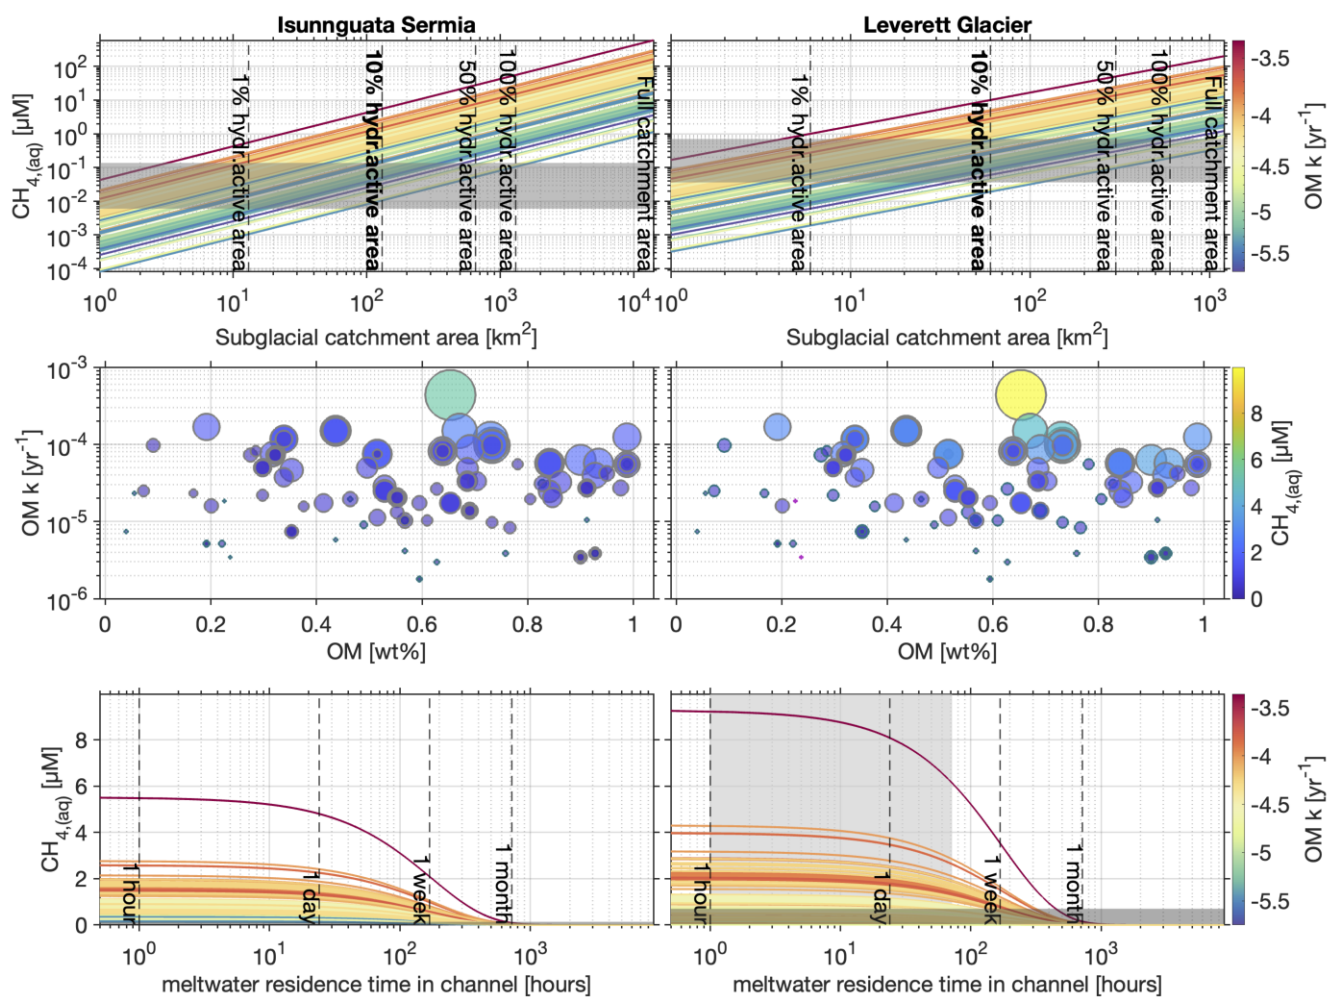 Isunnguata Sermia
Leverett Glacier
CH4,(aq) [µM]
10^2
10^1
10^0
10^-1
10^-2
10^-3
10^-4
1% hydr.active area
10% hydr.active area
50% hydr.active area
100% hydr.active area
Full catchment area
1% hydr.active area
10% hydr.active area
50% hydr.active area
100% hydr.active area
Full catchment area
-3.5
-4
-4.5
-5
-5.5
OM k [yr^-1]
10^0 10^1 10^2 10^3 10^4
10^0 10^1 10^2 10^3
Subglacial catchment area [km^2]
Subglacial catchment area [km^2]
OM k [yr^-1]
10^-3
10^-4
10^-5
10^-6
8
6
4
2
0
CH4,(aq) [µM]
0 0.2 0.4 0.6 0.8 1
0 0.2 0.4 0.6 0.8 1
OM [wt%]
OM [wt%]
CH4,(aq) [µM]
8
6
4
2
0
1 hour
1 day
1 week
1 month
1 hour
1 day
1 week
1 month
-3.5
-4
-4.5
-5
-5.5
OM k [yr^-1]
10^0 10^1 10^2 10^3
10^0 10^1 10^2 10^3
meltwater residence time in channel [hours]
meltwater residence time in channel [hours]